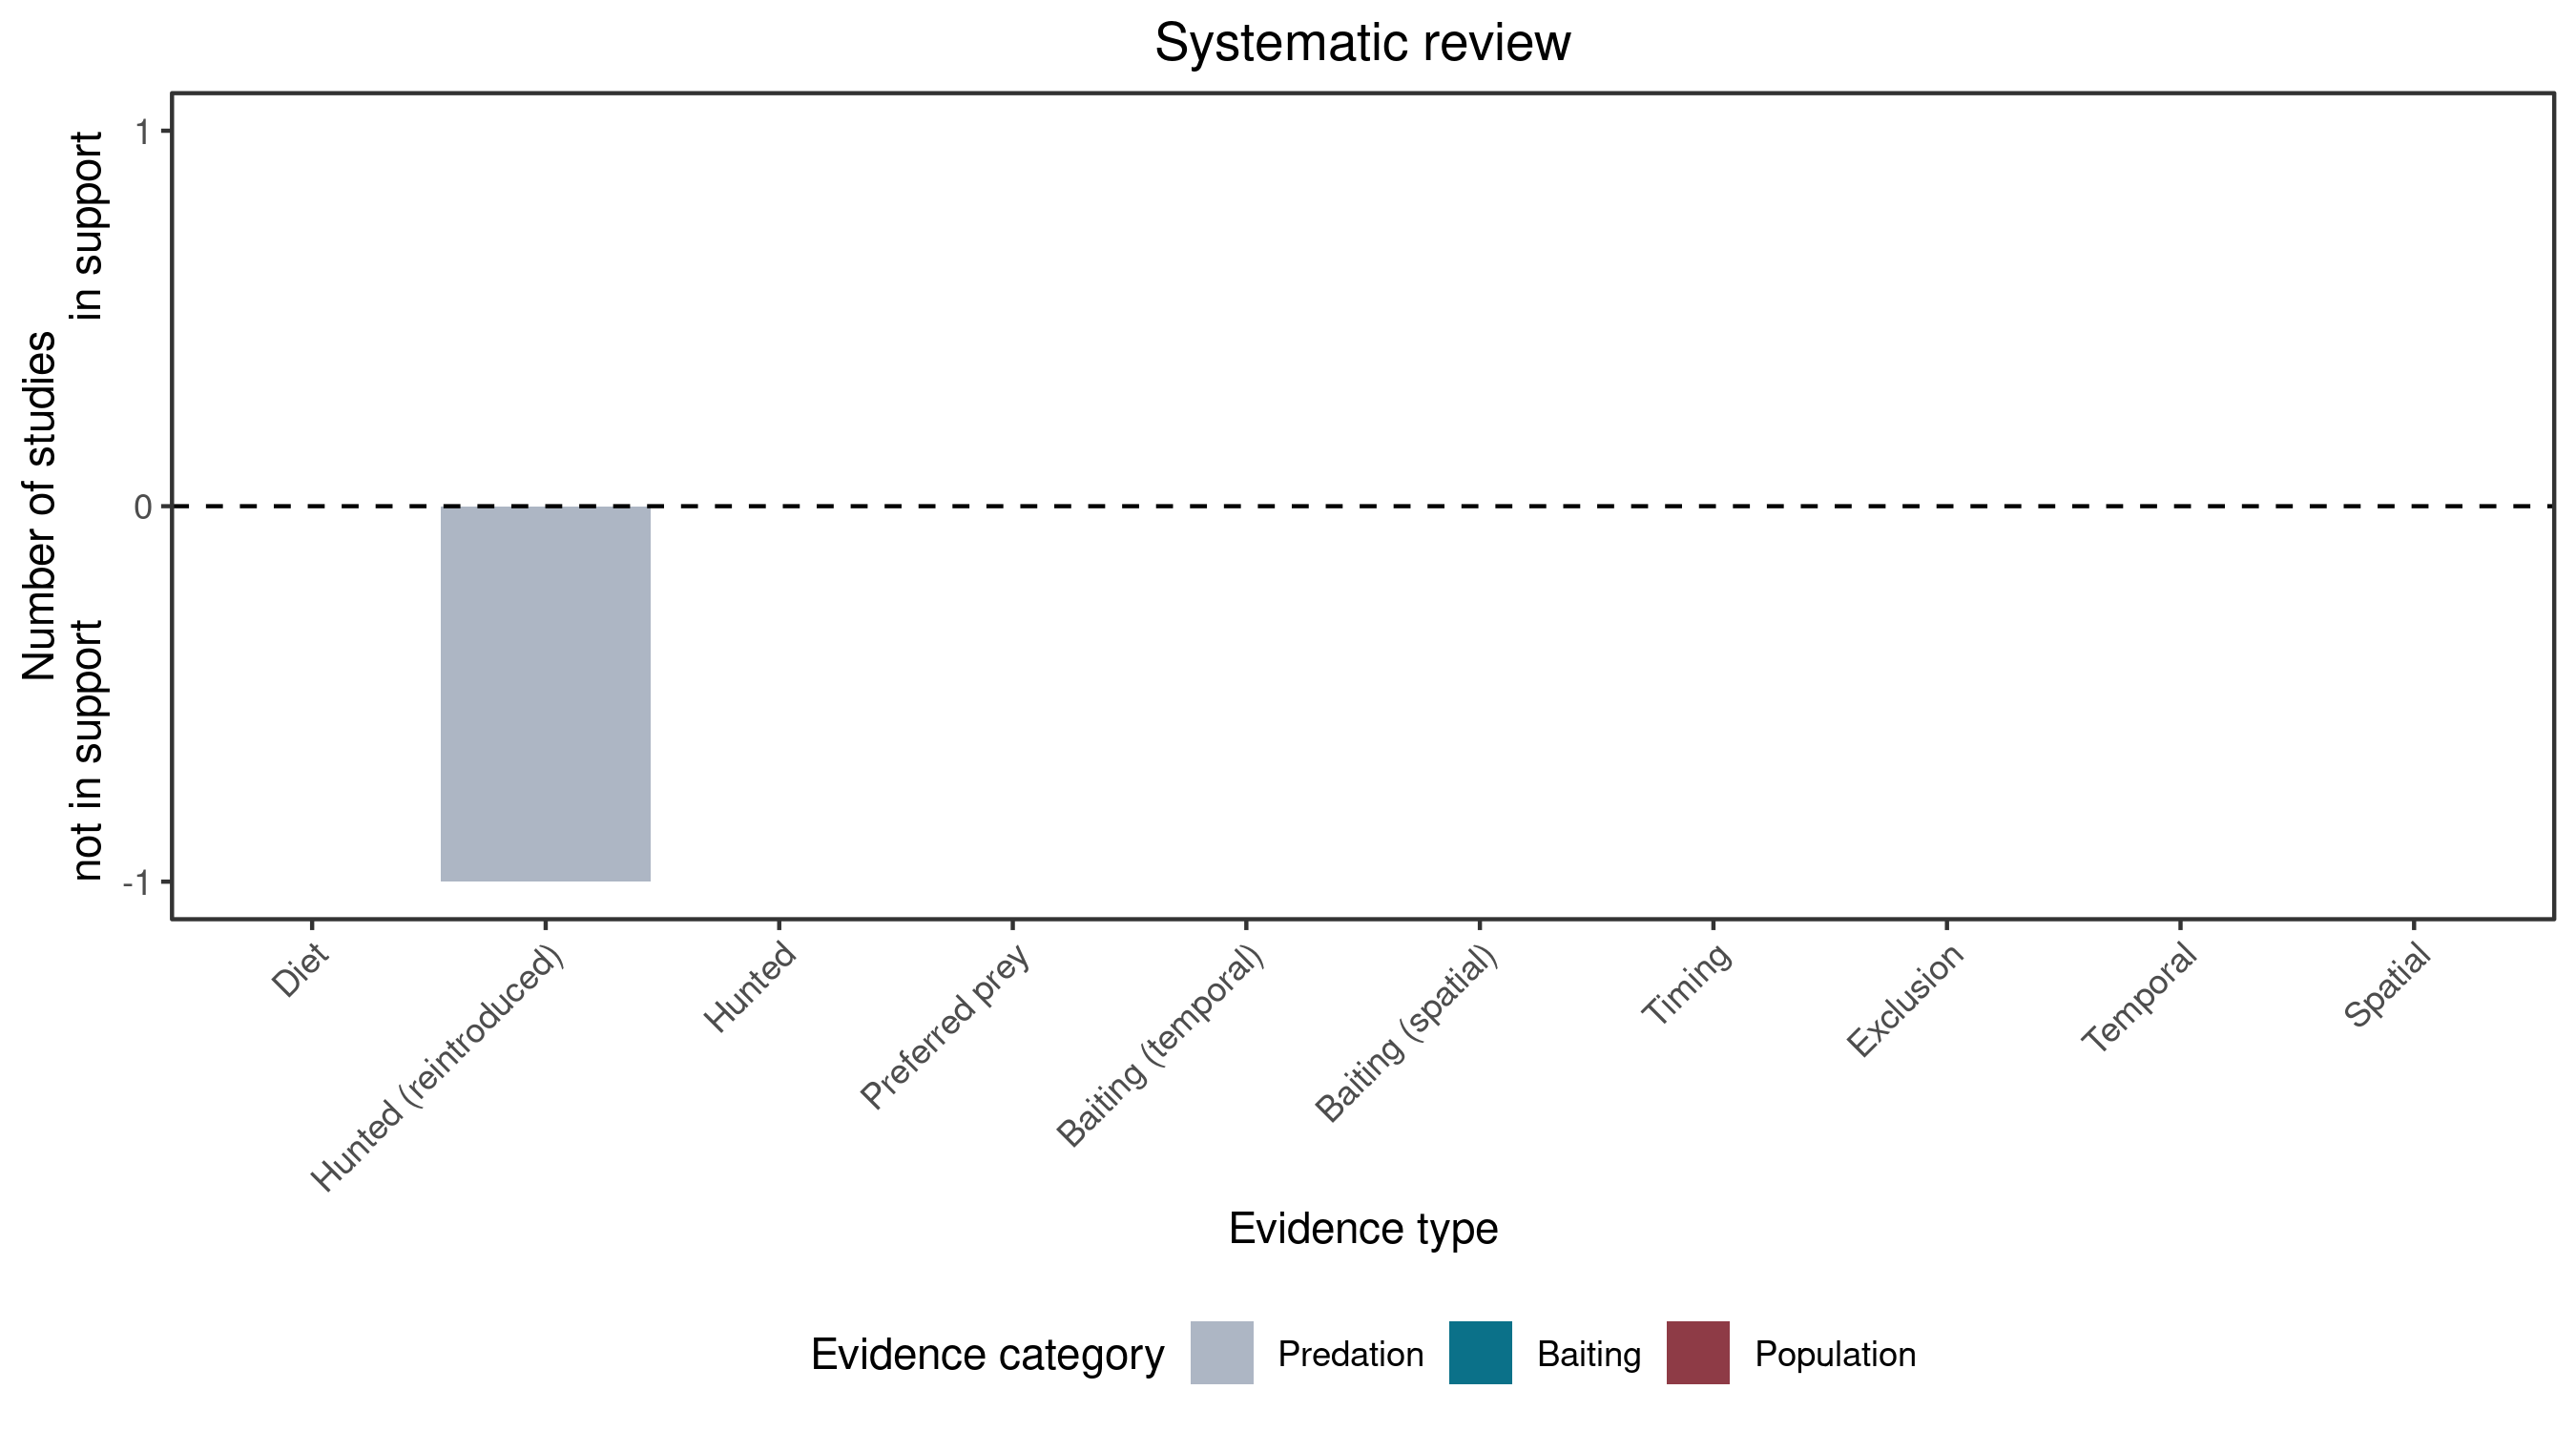 Systematic review
Number of studies
in support
not in support
1
0
-1
Diet
Hunted (reintroduced)
Hunted
Preferred prey
Baiting (temporal)
Baiting (spatial)
Timing
Exclusion
Temporal
Spatial
Evidence type
Evidence category
Predation
Baiting
Population